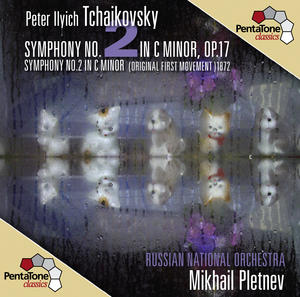 Peter Ilyich Tchaikovsky
SYMPHONY NO. 2 IN C MINOR, OP.17
SYMPHONY NO.2 IN C MINOR (ORIGINAL FIRST MOVEMENT) 1872
PentaTone
classics
RUSSIAN NATIONAL ORCHESTRA
Mikhail Pletnev
PentaTone
classics